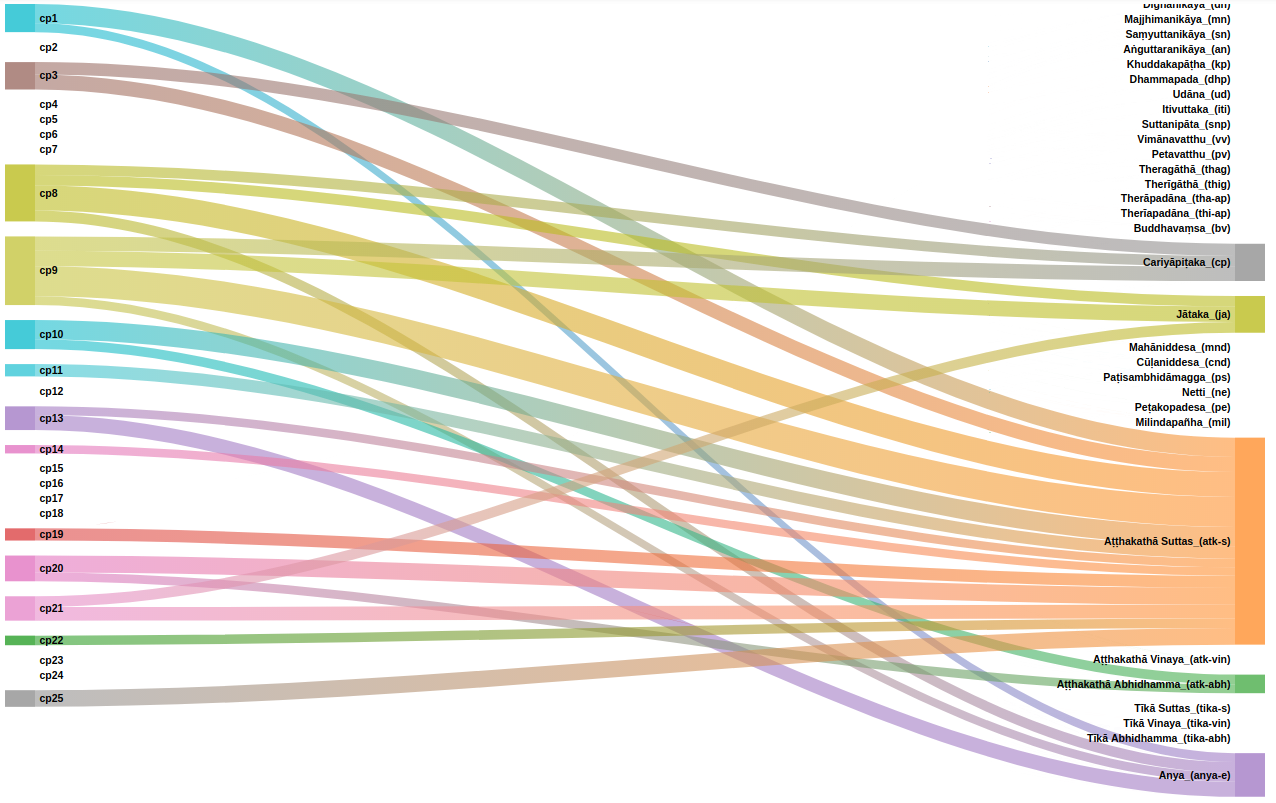 cp1
cp2
cp3
cp4
cp5
cp6
cp7
cp8
cp9
cp10
cp11
cp12
cp13
cp14
cp15
cp16
cp17
cp18
cp19
cp20
cp21
cp22
cp23
cp24
cp25
Dīghanikāya_(dn)
Majjhimanikāya_(mn)
Saṃyuttanikāya_(sn)
Aṅguttaranikāya_(an)
Khuddakapāṭha_(kp)
Dhammapada_(dhp)
Udāna_(ud)
Itivuttaka_(iti)
Suttanipāta_(snp)
Vimānavatthu_(vv)
Petavatthu_(pv)
Theragāthā_(thag)
Therīgāthā_(thig)
Therāpadāna_(tha-ap)
Therīapadāna_(thi-ap)
Buddhavaṃsa_(bv)
Cariyāpiṭaka_(cp)
Jātaka_(ja)
Mahāniddesa_(mnd)
Cūḷaniddesa_(cnd)
Paṭisambhidāmagga_(ps)
Netti_(ne)
Peṭakopadesa_(pe)
Milindapañha_(mil)
Aṭṭhakathā Suttas_(atk-s)
Aṭṭhakathā Vinaya_(atk-vin)
Aṭṭhakathā Abhidhamma_(atk-abh)
Tīkā Suttas_(tika-s)
Tīkā Vinaya_(tika-vin)
Tīkā Abhidhamma_(tika-abh)
Anya_(anya-e)